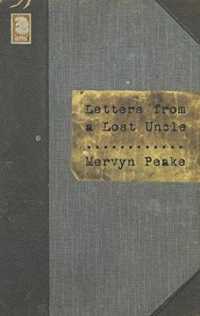 Letters from
a Lost Uncle
............
Mervyn Peake